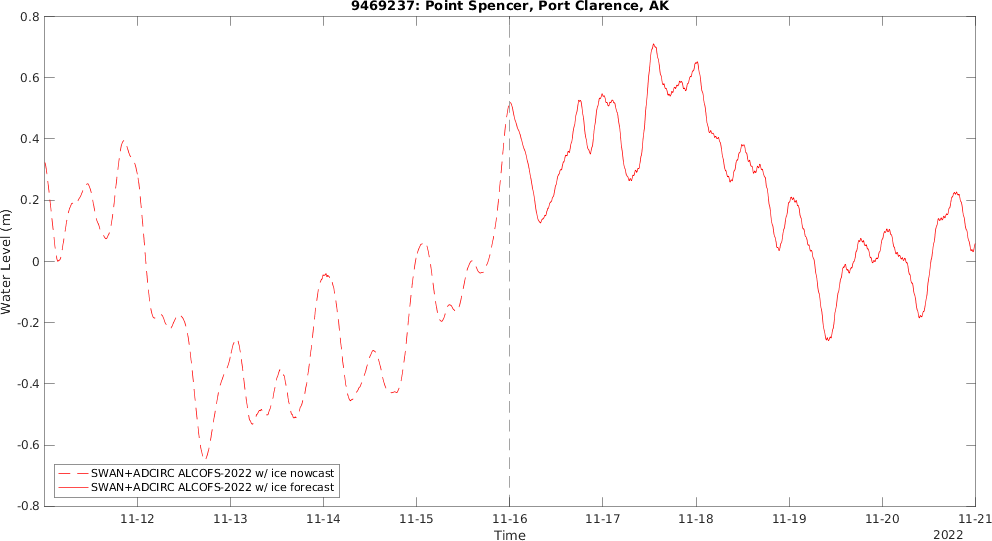 9469237: Point Spencer, Port Clarence, AK
0.8
0.6
0.4
0.2
0
-0.2
-0.4
-0.6
-0.8
Water Level (m)
SWAN+ADCIRC ALCOFS-2022 w/ ice nowcast
SWAN+ADCIRC ALCOFS-2022 w/ ice forecast
11-12 11-13 11-14 11-15 11-16 11-17 11-18 11-19 11-20 11-21
Time
2022